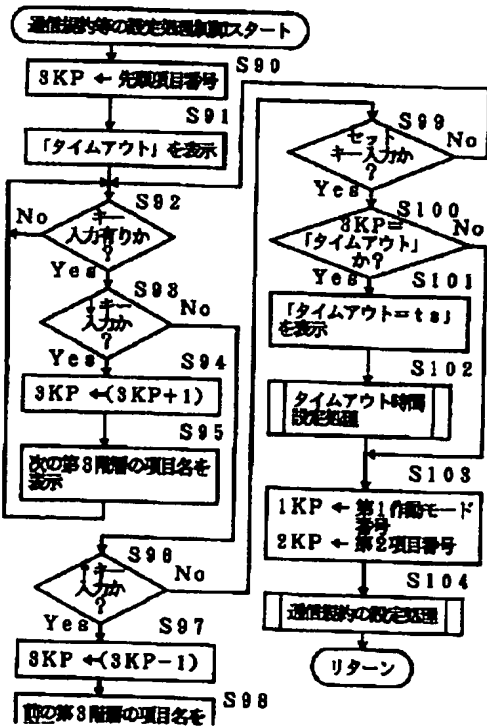 通信規約等の設定処理制御スタート
S90
3KP ← 先頭項目番号
S91
「タイムアウト」を表示
S92
キー
入力有りか
?
No
Yes
S93
↓キー
入力か
?
No
Yes
S94
3KP ←(3KP+1)
S95
次の第3階層の項目名を
表示
S96
↑キー
入力か
?
No
Yes
S97
3KP ←(3KP-1)
S98
前の第3階層の項目名を
S99
セット
キー入力か
?
No
Yes
S100
3KP=
「タイムアウト」
か?
No
Yes
S101
「タイムアウト=ts」
を表示
S102
タイムアウト時間
設定処理
S103
1KP ← 第1作動モード
番号
2KP ← 第2項目番号
S104
通信規約の設定処理
リターン